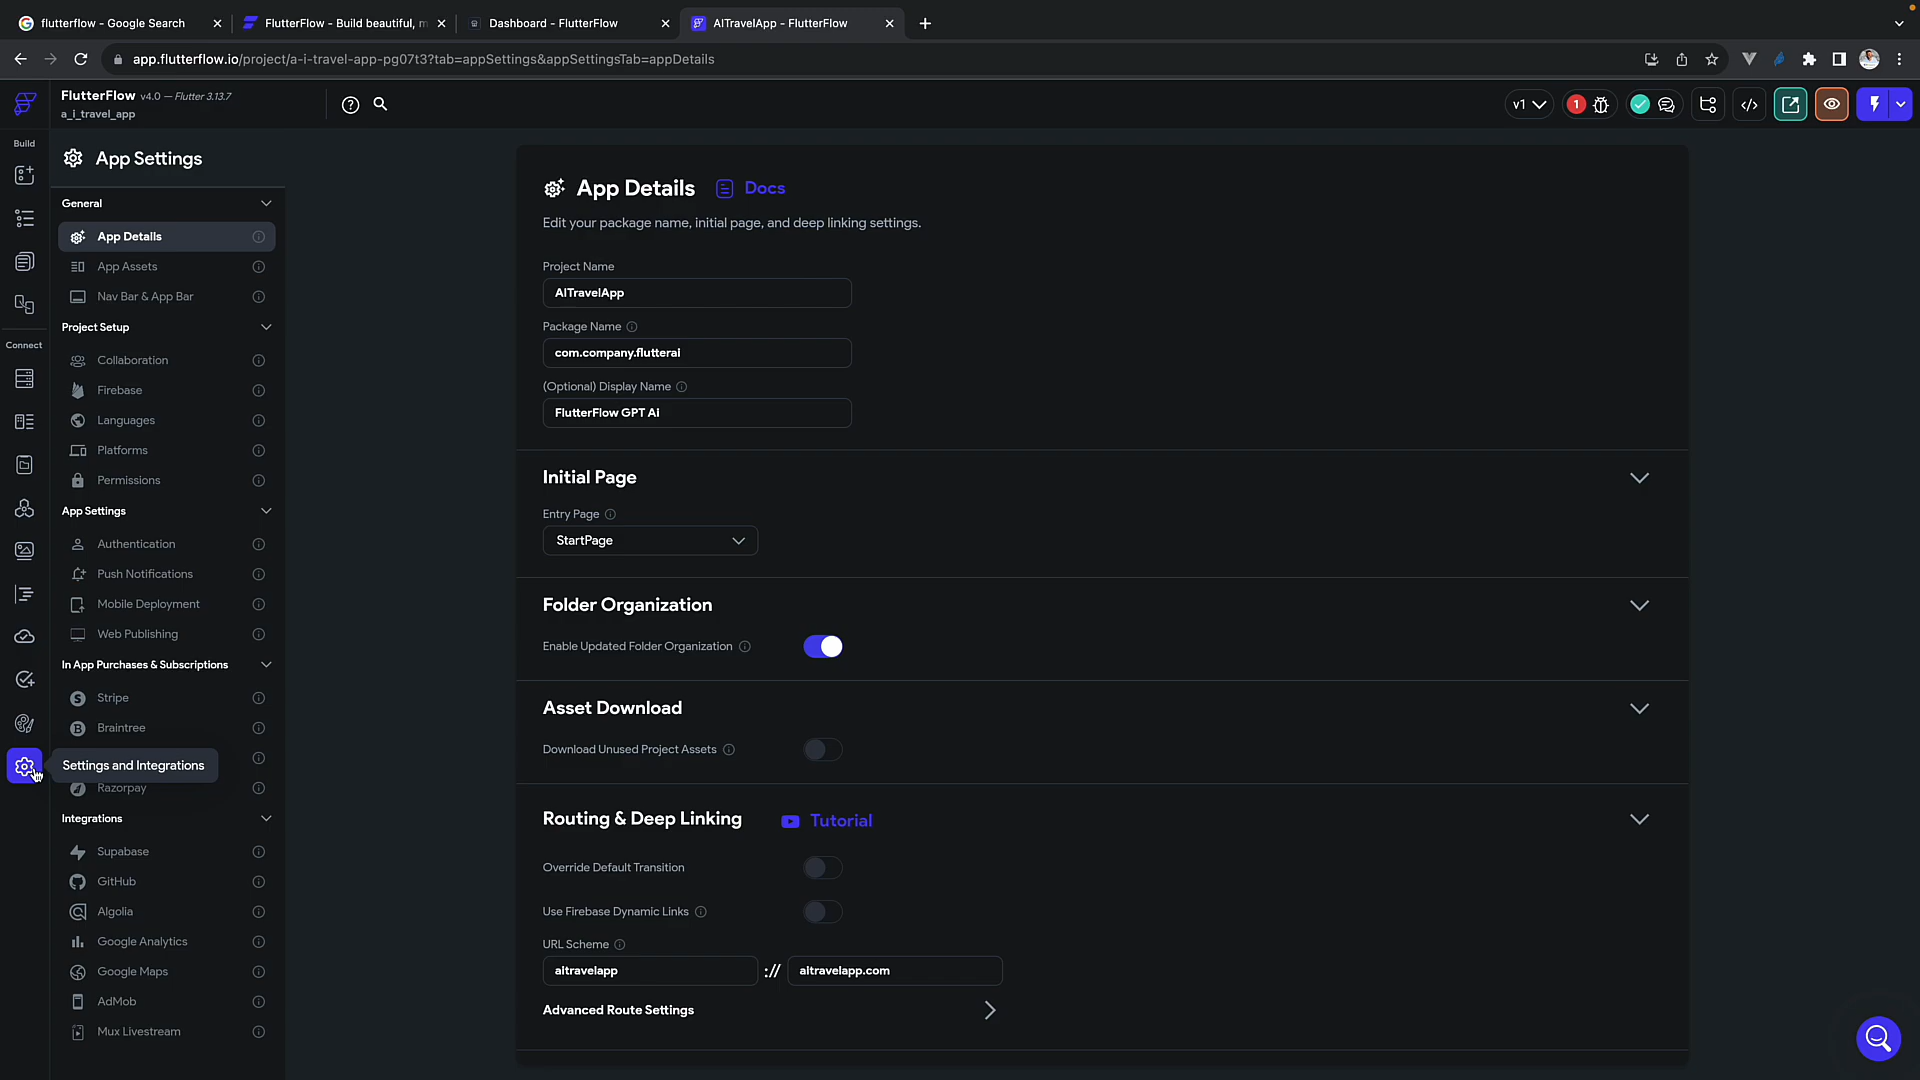 flutterflow - Google Search
FlutterFlow - Build beautiful, m
Dashboard - FlutterFlow
AITravelApp - FlutterFlow
app.flutterflow.io/project/a-i-travel-app-pg07t3?tab=appSettings&appSettingsTab=appDetails
FlutterFlow v4.0 — Flutter 3.13.7
a_i_travel_app
v1
1
Build
Connect
App Settings
General
App Details
App Assets
Nav Bar & App Bar
Project Setup
Collaboration
Firebase
Languages
Platforms
Permissions
App Settings
Authentication
Push Notifications
Mobile Deployment
Web Publishing
In App Purchases & Subscriptions
Stripe
Braintree
Settings and Integrations
Razorpay
Integrations
Supabase
GitHub
Algolia
Google Analytics
Google Maps
AdMob
Mux Livestream
App Details
Docs
Edit your package name, initial page, and deep linking settings.
Project Name
AITravelApp
Package Name
com.company.flutterai
(Optional) Display Name
FlutterFlow GPT Ai
Initial Page
Entry Page
StartPage
Folder Organization
Enable Updated Folder Organization
Asset Download
Download Unused Project Assets
Routing & Deep Linking
Tutorial
Override Default Transition
Use Firebase Dynamic Links
URL Scheme
aitravelapp :// aitravelapp.com
Advanced Route Settings